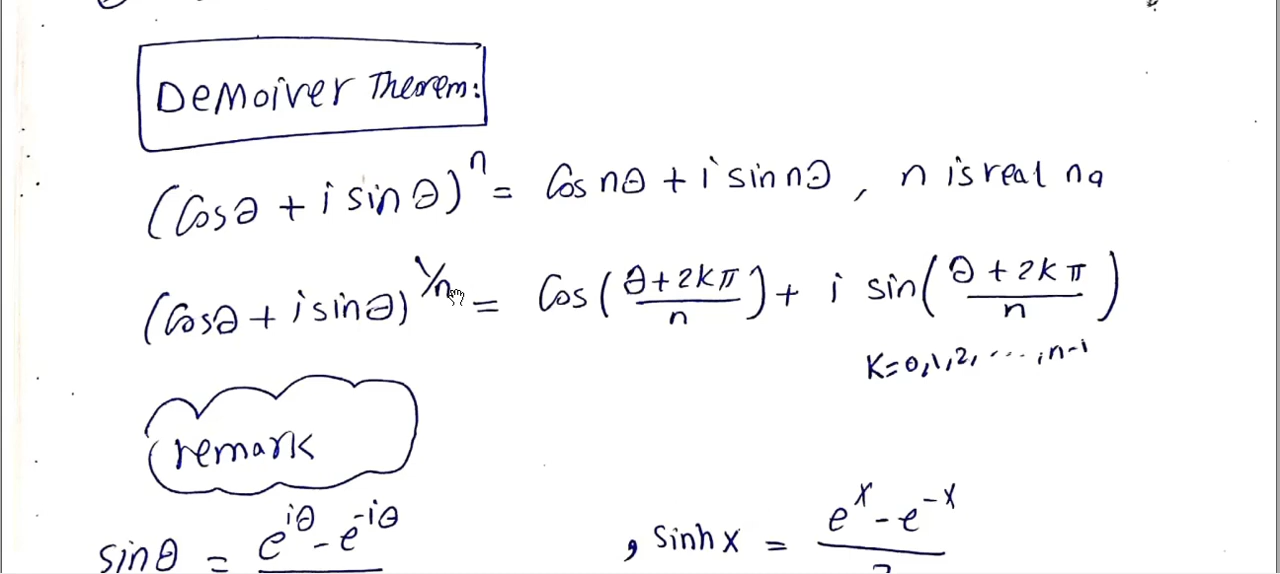 DeMoiver Theorem:
(Cosθ + i sinθ)^n = Cos nθ + i sin nθ , n is real no
(Cosθ + i sinθ)^1/n = Cos(θ+2kπ/n) + i sin(θ+2kπ/n)
K=0,1,2, ... ,n-1
remark
sinθ = e^iθ - e^-iθ , Sinh x = e^x - e^-x